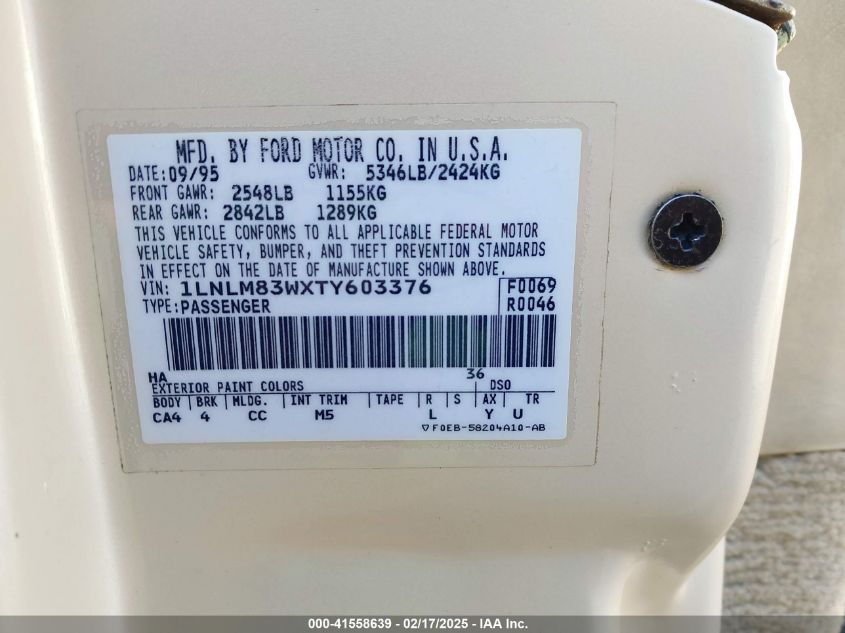 MFD. BY FORD MOTOR CO. IN U.S.A.
DATE: 09/95 GVWR: 5346LB/2424KG
FRONT GAWR: 2548LB 1155KG
REAR GAWR: 2842LB 1289KG
THIS VEHICLE CONFORMS TO ALL APPLICABLE FEDERAL MOTOR
VEHICLE SAFETY, BUMPER, AND THEFT PREVENTION STANDARDS
IN EFFECT ON THE DATE OF MANUFACTURE SHOWN ABOVE.
VIN: 1LNLM83WXTY603376 F0069
TYPE: PASSENGER R0046
HA 36
EXTERIOR PAINT COLORS DSO
BODY BRK MLDG. INT TRIM TAPE R S AX TR
CA4 4 CC M5 L Y U
▽F0EB-58204A10-AB
000-41558639 - 02/17/2025 - IAA Inc.